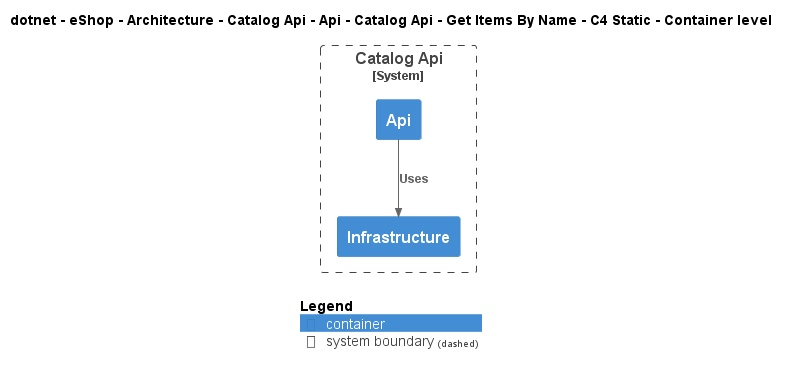 dotnet - eShop - Architecture - Catalog Api - Api - Catalog Api - Get Items By Name - C4 Static - Container level
Catalog Api
[System]
Api
Uses
Infrastructure
Legend
container
system boundary (dashed)